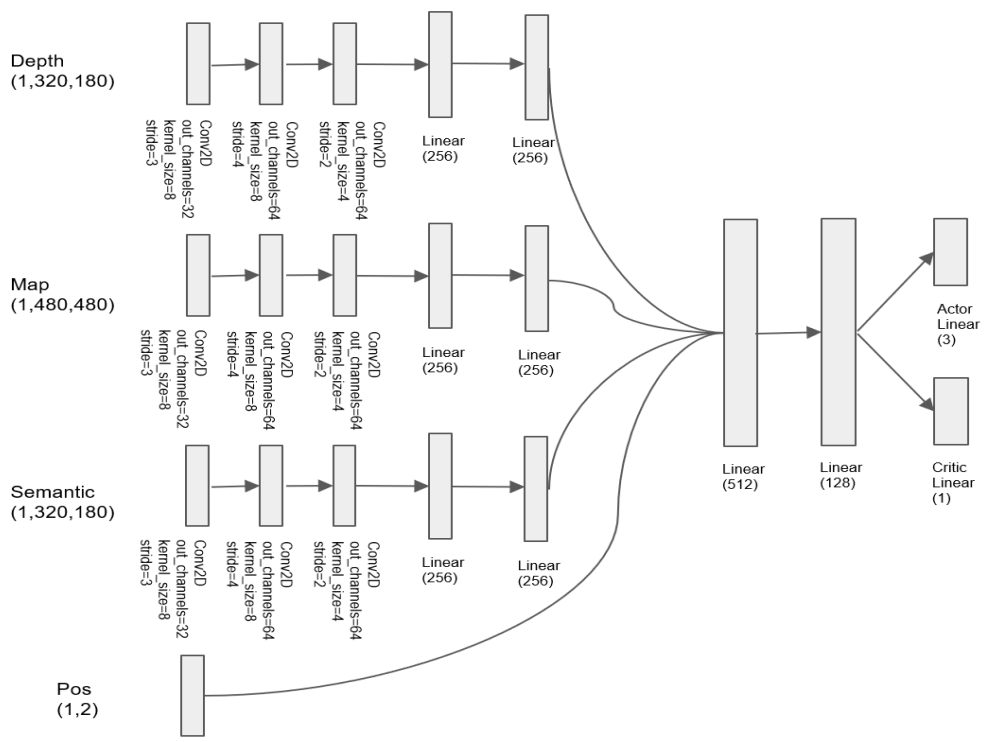 Depth
(1,320,180)
Conv2D
out_channels=32
kernel_size=8
stride=3
Conv2D
out_channels=64
kernel_size=8
stride=4
Conv2D
out_channels=64
kernel_size=4
stride=2
Linear
(256)
Linear
(256)
Map
(1,480,480)
Conv2D
out_channels=32
kernel_size=8
stride=3
Conv2D
out_channels=64
kernel_size=8
stride=4
Conv2D
out_channels=64
kernel_size=4
stride=2
Linear
(256)
Linear
(256)
Semantic
(1,320,180)
Conv2D
out_channels=32
kernel_size=8
stride=3
Conv2D
out_channels=64
kernel_size=8
stride=4
Conv2D
out_channels=64
kernel_size=4
stride=2
Linear
(256)
Linear
(256)
Pos
(1,2)
Linear
(512)
Linear
(128)
Actor
Linear
(3)
Critic
Linear
(1)